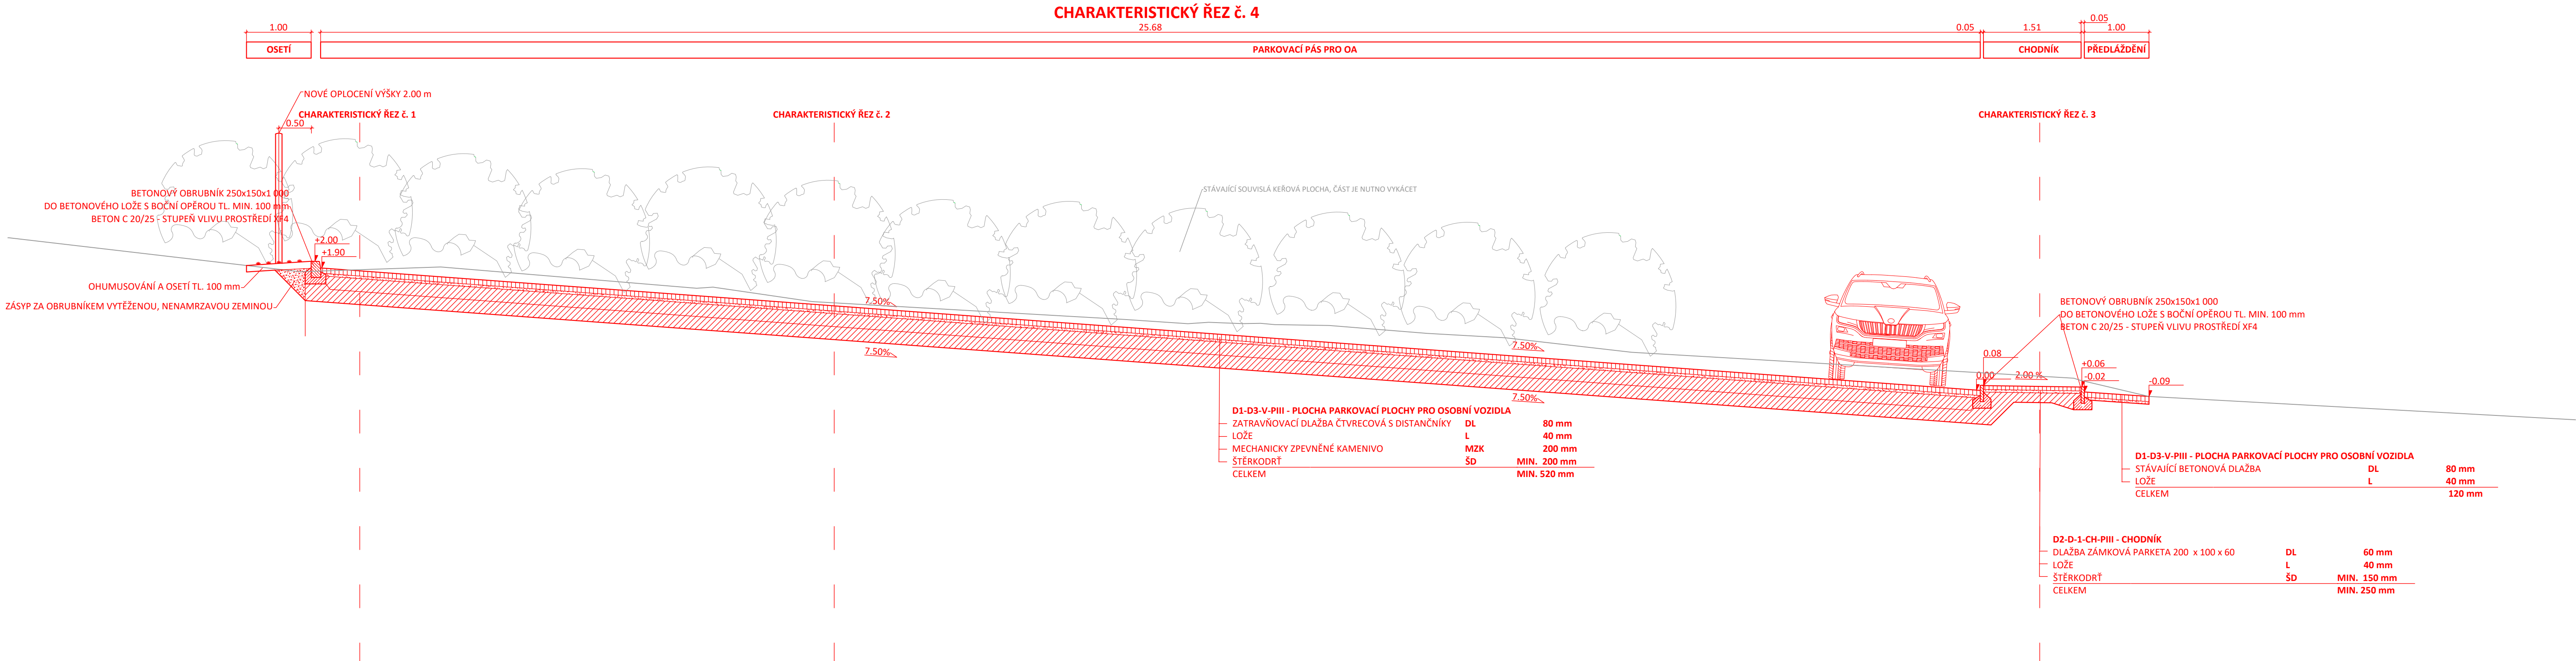 CHARAKTERISTICKÝ ŘEZ č. 4
1.00 25.68 0.05 1.51 0.05 1.00
OSETÍ PARKOVACÍ PÁS PRO OA CHODNÍK PŘEDLÁŽDĚNÍ
NOVÉ OPLOCENÍ VÝŠKY 2.00 m
CHARAKTERISTICKÝ ŘEZ č. 1 CHARAKTERISTICKÝ ŘEZ č. 2 CHARAKTERISTICKÝ ŘEZ č. 3
0.50
STÁVAJÍCÍ SOUVISLÁ KEŘOVÁ PLOCHA, ČÁST JE NUTNO VYKÁCET
BETONOVÝ OBRUBNÍK 250x150x1 000
DO BETONOVÉHO LOŽE S BOČNÍ OPĚROU TL. MIN. 100 mm
BETON C 20/25 - STUPEŇ VLIVU PROSTŘEDÍ XF4
+2.00
+1.90
OHUMUSOVÁNÍ A OSETÍ TL. 100 mm
ZÁSYP ZA OBRUBNÍKEM VYTĚŽENOU, NENAMRZAVOU ZEMINOU
7.50%
7.50%
7.50%
7.50%
BETONOVÝ OBRUBNÍK 250x150x1 000
DO BETONOVÉHO LOŽE S BOČNÍ OPĚROU TL. MIN. 100 mm
BETON C 20/25 - STUPEŇ VLIVU PROSTŘEDÍ XF4
0.08
0.00 2.00 %
+0.06
-0.02
-0.09
D1-D3-V-PIII - PLOCHA PARKOVACÍ PLOCHY PRO OSOBNÍ VOZIDLA
ZATRAVŇOVACÍ DLAŽBA ČTVRECOVÁ S DISTANČNÍKY DL 80 mm
LOŽE L 40 mm
MECHANICKY ZPEVNĚNÉ KAMENIVO MZK 200 mm
ŠTĚRKODRŤ ŠD MIN. 200 mm
CELKEM MIN. 520 mm
D1-D3-V-PIII - PLOCHA PARKOVACÍ PLOCHY PRO OSOBNÍ VOZIDLA
STÁVAJÍCÍ BETONOVÁ DLAŽBA DL 80 mm
LOŽE L 40 mm
CELKEM 120 mm
D2-D-1-CH-PIII - CHODNÍK
DLAŽBA ZÁMKOVÁ PARKETA 200 x 100 x 60 DL 60 mm
LOŽE L 40 mm
ŠTĚRKODRŤ ŠD MIN. 150 mm
CELKEM MIN. 250 mm